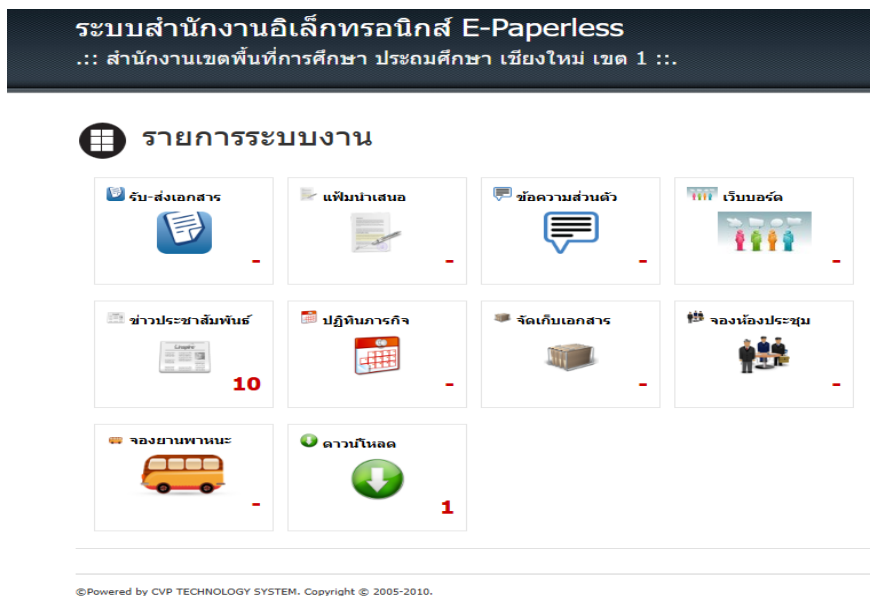 ระบบสำนักงานอิเล็กทรอนิกส์ E-Paperless
.:: สำนักงานเขตพื้นที่การศึกษา ประถมศึกษา เชียงใหม่ เขต 1 ::.
รายการระบบงาน
รับ-ส่งเอกสาร แฟ้มนำเสนอ ข้อความส่วนตัว เว็บบอร์ด
- - - -
ข่าวประชาสัมพันธ์ ปฏิทินภารกิจ จัดเก็บเอกสาร จองห้องประชุม
10 - - -
จองยานพาหนะ ดาวน์โหลด
- 1
©Powered by CVP TECHNOLOGY SYSTEM. Copyright © 2005-2010.